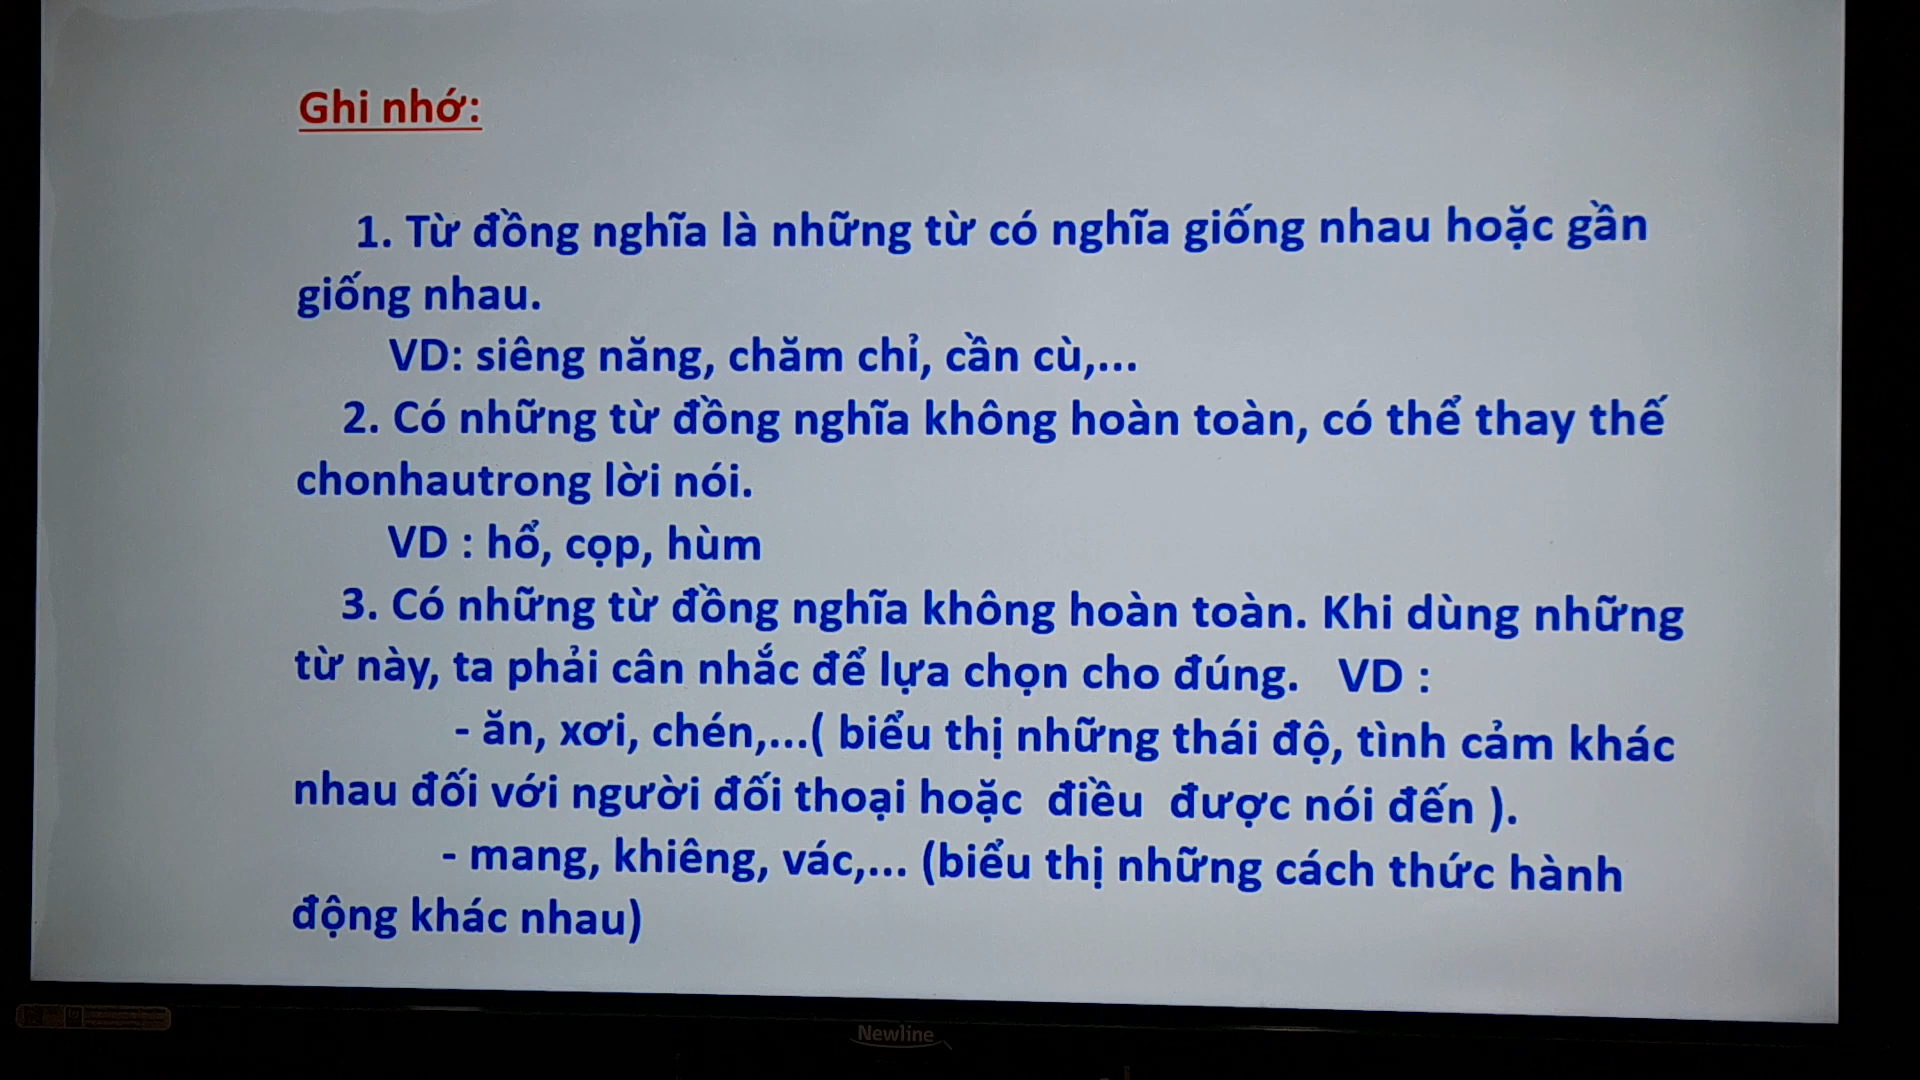 Ghi nhớ:
1. Từ đồng nghĩa là những từ có nghĩa giống nhau hoặc gần
giống nhau.
VD: siêng năng, chăm chỉ, cần cù,...
2. Có những từ đồng nghĩa không hoàn toàn, có thể thay thế
chonhautrong lời nói.
VD : hổ, cọp, hùm
3. Có những từ đồng nghĩa không hoàn toàn. Khi dùng những
từ này, ta phải cân nhắc để lựa chọn cho đúng. VD :
- ăn, xơi, chén,...( biểu thị những thái độ, tình cảm khác
nhau đối với người đối thoại hoặc điều được nói đến ).
- mang, khiêng, vác,... (biểu thị những cách thức hành
động khác nhau)
Newline